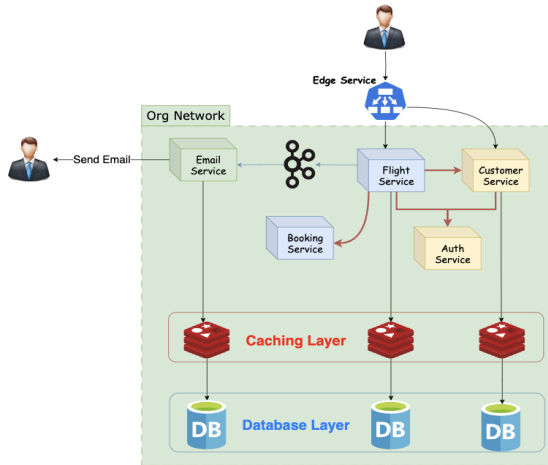 Edge Service
Org Network
Send Email
Email
Service
Flight
Service
Customer
Service
Booking
Service
Auth
Service
Caching Layer
DB
Database Layer
DB
DB